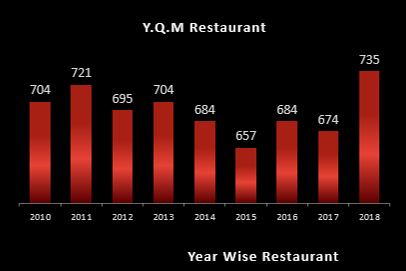 Y.Q.M Restaurant
704 721 695 704 684 657 684 674 735
2010 2011 2012 2013 2014 2015 2016 2017 2018
Year Wise Restaurant